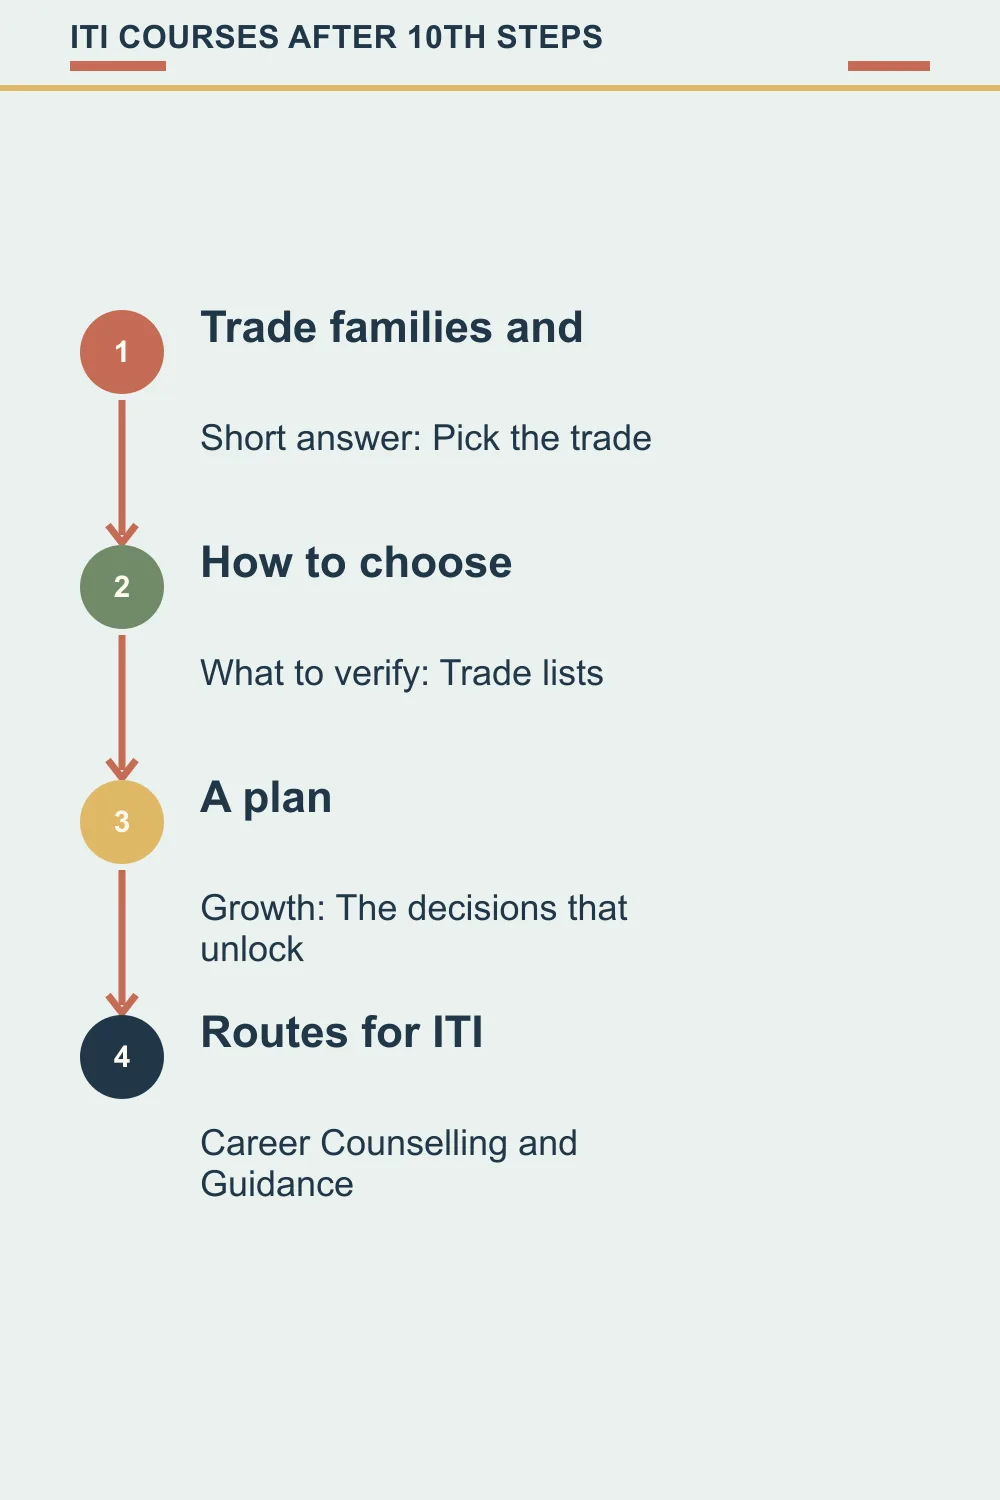 ITI COURSES AFTER 10TH STEPS
1
Trade families and
Short answer: Pick the trade
2
How to choose
What to verify: Trade lists
3
A plan
Growth: The decisions that
unlock
4
Routes for ITI
Career Counselling and
Guidance